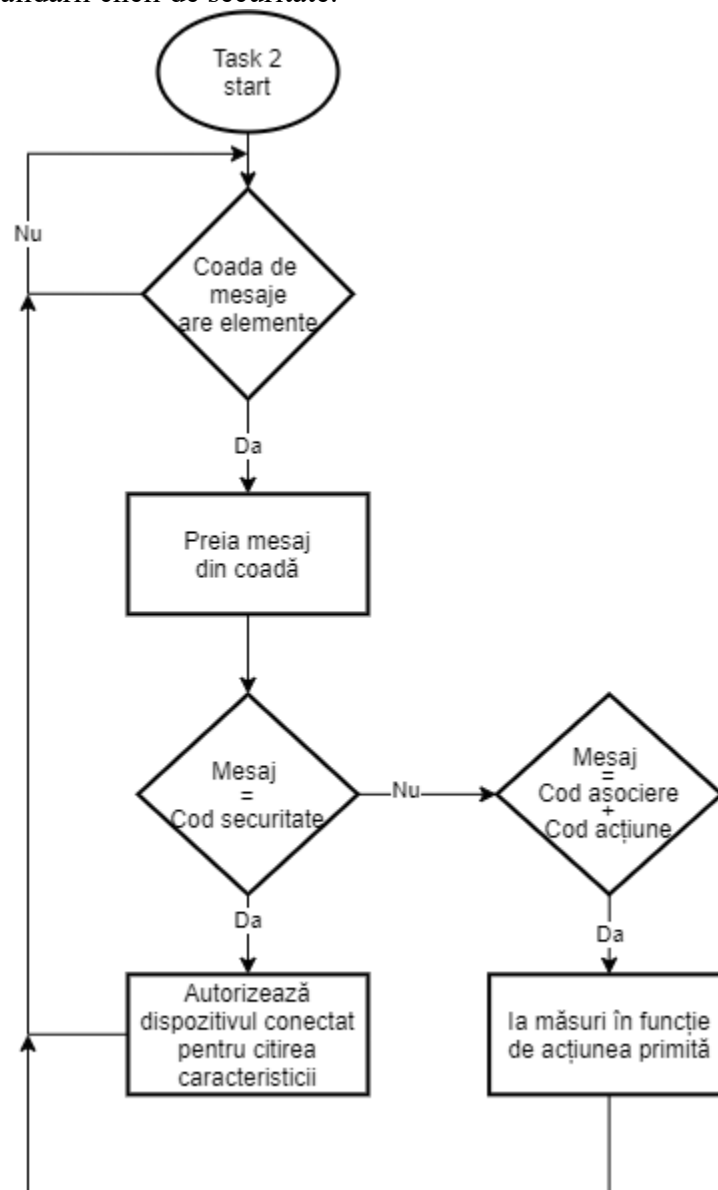 de securitate.
Task 2
start
Nu
Coada de
mesaje
are elemente
Da
Preia mesaj
din coadă
Mesaj
=
Cod securitate
Nu
Mesaj
=
Cod asociere
+
Cod acțiune
Da
Da
Autorizează
dispozitivul conectat
pentru citirea
caracteristicii
Ia măsuri în funcție
de acțiunea primită